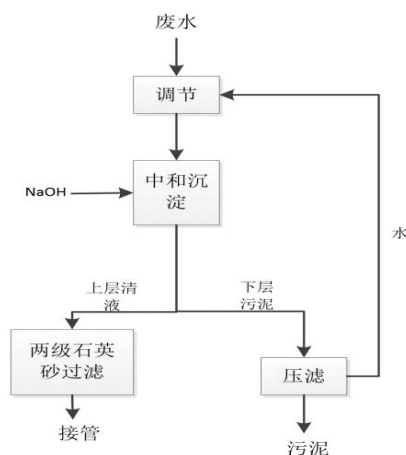 废水
调节
中和沉
淀
NaOH
水
上层清
液
下层
污泥
两级石英
砂过滤
压滤
接管
污泥